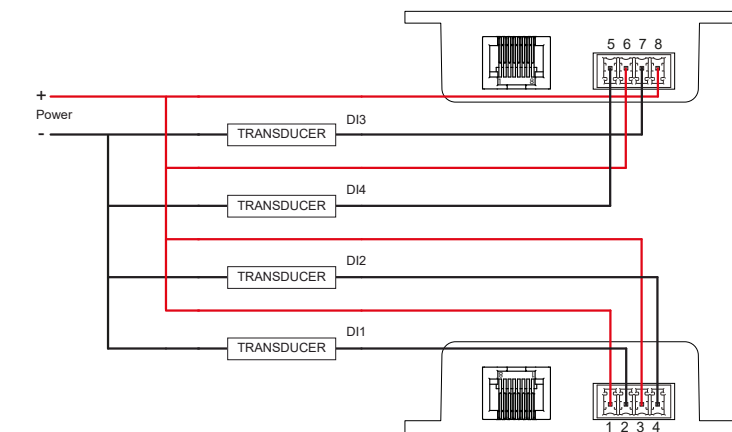 5 6 7 8
+
Power
-
DI3
TRANSDUCER
DI4
TRANSDUCER
DI2
TRANSDUCER
DI1
TRANSDUCER
1 2 3 4